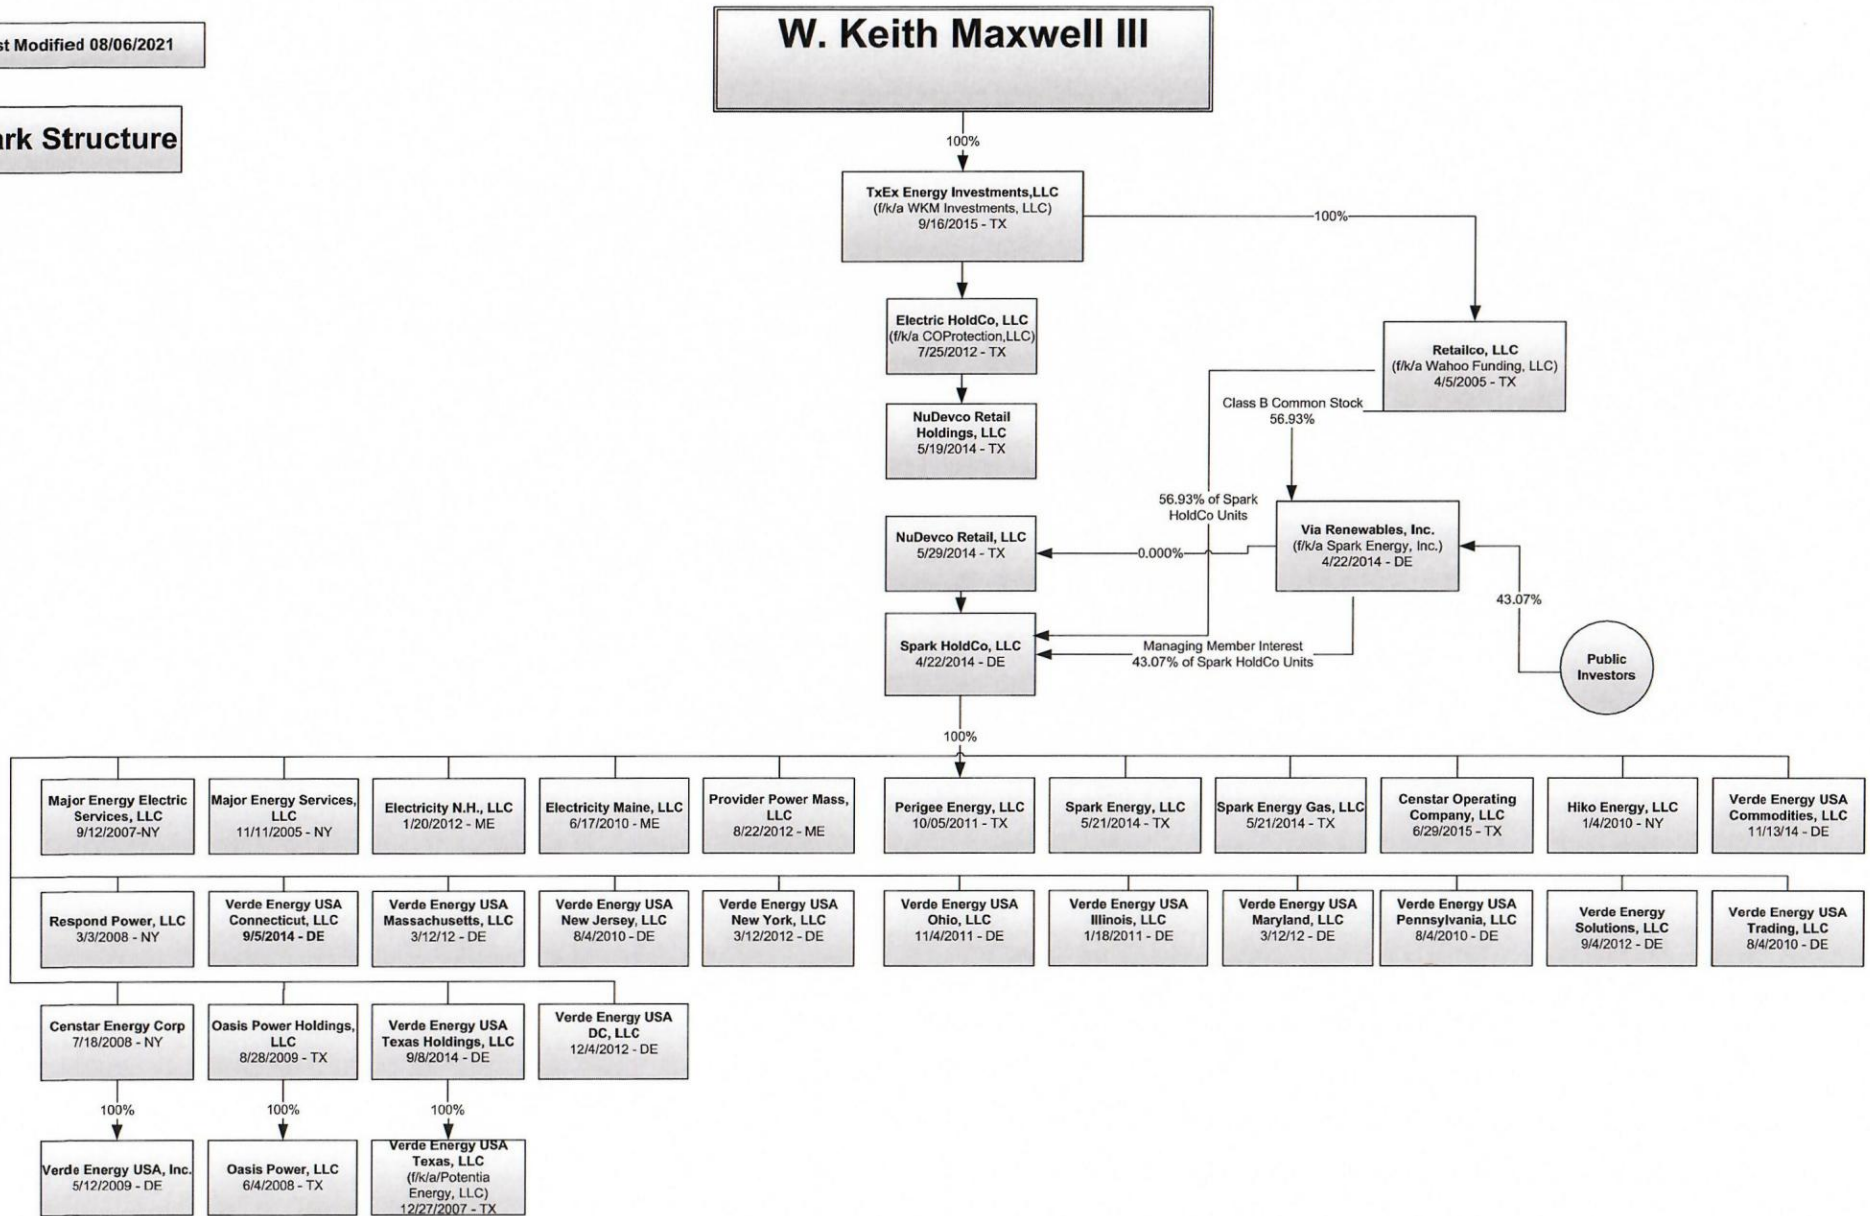 st Modified 08/06/2021
ark Structure
W. Keith Maxwell III
100%
TxEx Energy Investments,LLC
(f/k/a WKM Investments, LLC)
9/16/2015 - TX
100%
Electric HoldCo, LLC
(f/k/a COProtection,LLC)
7/25/2012 - TX
Retailco, LLC
(f/k/a Wahoo Funding, LLC)
4/5/2005 - TX
NuDevco Retail
Holdings, LLC
5/19/2014 - TX
Class B Common Stock
56.93%
56.93% of Spark
HoldCo Units
NuDevco Retail, LLC
5/29/2014 - TX
0.000%
Via Renewables, Inc.
(f/k/a Spark Energy, Inc.)
4/22/2014 - DE
43.07%
Spark HoldCo, LLC
4/22/2014 - DE
Managing Member Interest
43.07% of Spark HoldCo Units
Public
Investors
100%
Major Energy Electric
Services, LLC
9/12/2007-NY
Major Energy Services,
LLC
11/11/2005 - NY
Electricity N.H., LLC
1/20/2012 - ME
Electricity Maine, LLC
6/17/2010 - ME
Provider Power Mass,
LLC
8/22/2012 - ME
Perigee Energy, LLC
10/05/2011 - TX
Spark Energy, LLC
5/21/2014 - TX
Spark Energy Gas, LLC
5/21/2014 - TX
Censtar Operating
Company, LLC
6/29/2015 - TX
Hiko Energy, LLC
1/4/2010 - NY
Verde Energy USA
Commodities, LLC
11/13/14 - DE
Respond Power, LLC
3/3/2008 - NY
Verde Energy USA
Connecticut, LLC
9/5/2014 - DE
Verde Energy USA
Massachusetts, LLC
3/12/12 - DE
Verde Energy USA
New Jersey, LLC
8/4/2010 - DE
Verde Energy USA
New York, LLC
3/12/2012 - DE
Verde Energy USA
Ohio, LLC
11/4/2011 - DE
Verde Energy USA
Illinois, LLC
1/18/2011 - DE
Verde Energy USA
Maryland, LLC
3/12/12 - DE
Verde Energy USA
Pennsylvania, LLC
8/4/2010 - DE
Verde Energy
Solutions, LLC
9/4/2012 - DE
Verde Energy USA
Trading, LLC
8/4/2010 - DE
Censtar Energy Corp
7/18/2008 - NY
Oasis Power Holdings,
LLC
8/28/2009 - TX
Verde Energy USA
Texas Holdings, LLC
9/8/2014 - DE
Verde Energy USA
DC, LLC
12/4/2012 - DE
100%
100%
100%
Verde Energy USA, Inc.
5/12/2009 - DE
Oasis Power, LLC
6/4/2008 - TX
Verde Energy USA
Texas, LLC
(f/k/a/Potentia
Energy, LLC)
12/27/2007 - TX